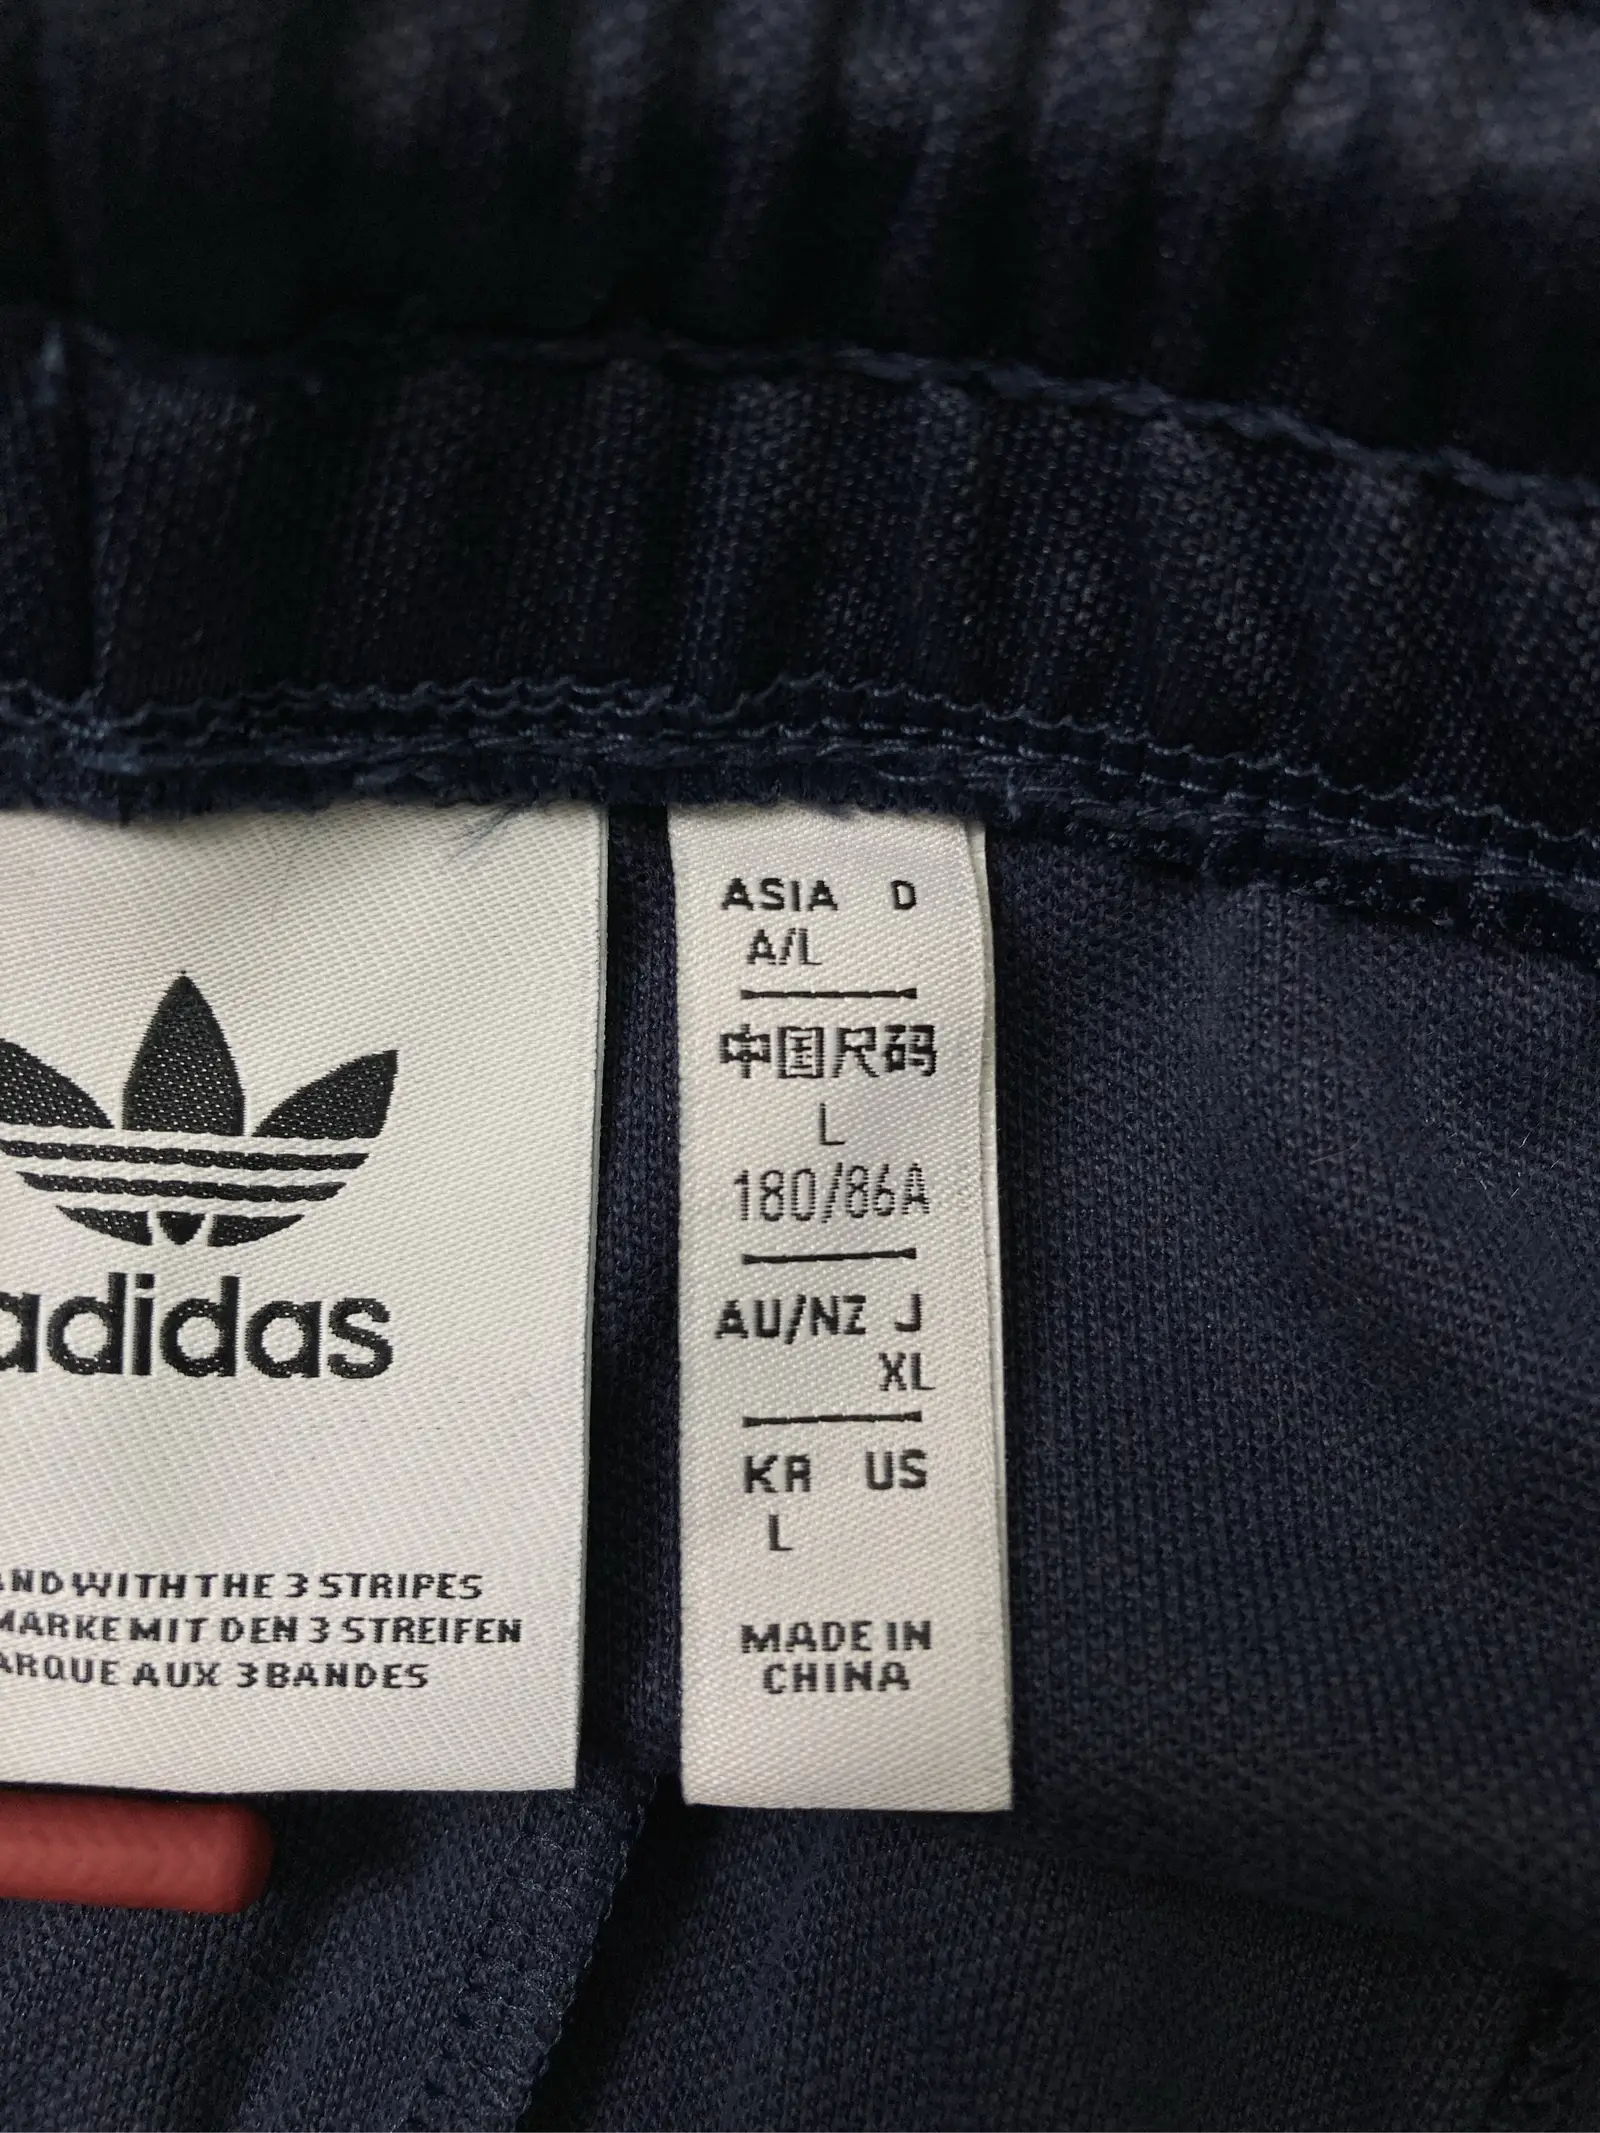 adidas
AND WITH THE 3 STRIPES
MARKE MIT DEN 3 STREIFEN
ARQUE AUX 3 BANDES
ASIA D
A/L
中国尺码
L
180/86A
AU/NZ J
XL
KR US
L
MADE IN
CHINA